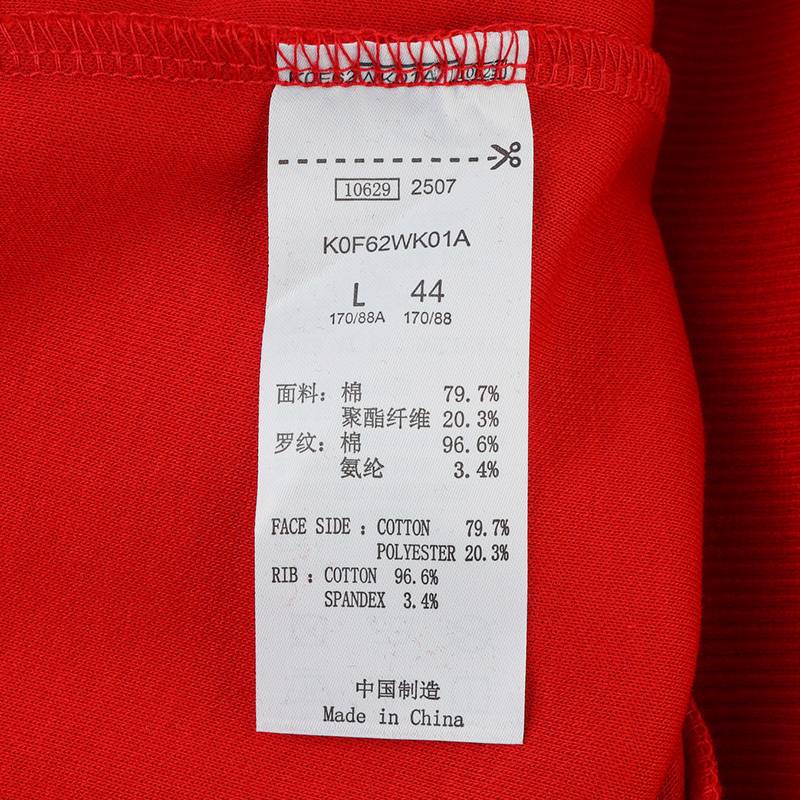 10629 2507
K0F62WK01A
L 44
170/88A 170/88
面料：棉 79.7%
聚酯纤维 20.3%
罗纹：棉 96.6%
氨纶 3.4%
FACE SIDE : COTTON 79.7%
POLYESTER 20.3%
RIB : COTTON 96.6%
SPANDEX 3.4%
中国制造
Made in China